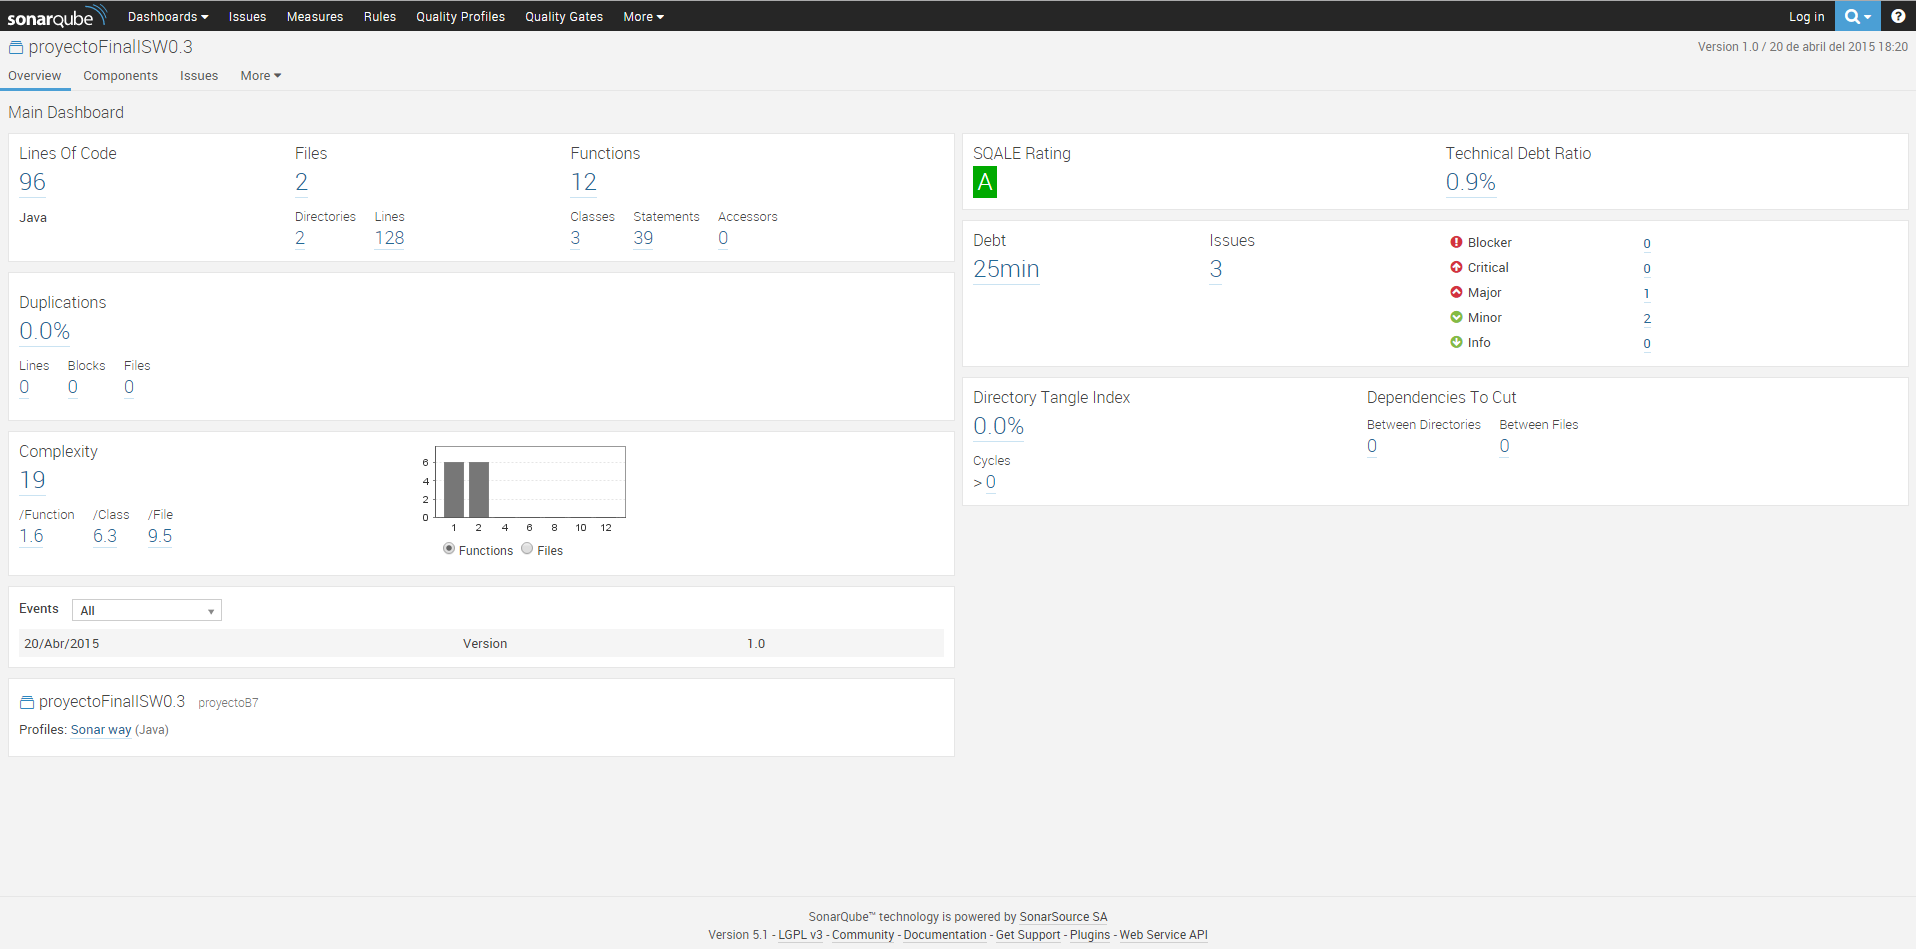 sonarqube Dashboards Issues Measures Rules Quality Profiles Quality Gates More Log in
proyectoFinalISW0.3 Version 1.0 / 20 de abril del 2015 18:20
Overview Components Issues More
Main Dashboard
Lines Of Code Files Functions
96 2 12
Java
Directories Lines Classes Statements Accessors
2 128 3 39 0
Duplications
0.0%
Lines Blocks Files
0 0 0
Complexity
19
/Function /Class /File
1.6 6.3 9.5
6
4
2
0
1 2 4 6 8 10 12
Functions Files
Events All
20/Abr/2015 Version 1.0
proyectoFinalISW0.3 proyectoB7
Profiles: Sonar way (Java)
SQALE Rating Technical Debt Ratio
A 0.9%
Debt Issues
25min 3
Blocker 0
Critical 0
Major 1
Minor 2
Info 0
Directory Tangle Index Dependencies To Cut
0.0%
Between Directories Between Files
0 0
Cycles
> 0
SonarQube™ technology is powered by SonarSource SA
Version 5.1 - LGPL v3 - Community - Documentation - Get Support - Plugins - Web Service API